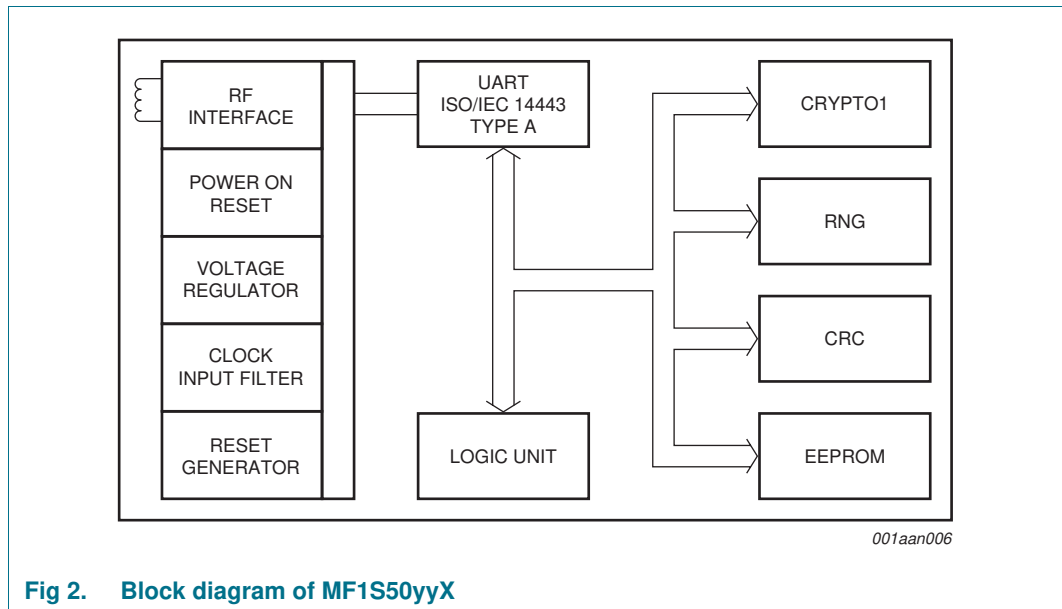 RF
INTERFACE
POWER ON
RESET
VOLTAGE
REGULATOR
CLOCK
INPUT FILTER
RESET
GENERATOR
UART
ISO/IEC 14443
TYPE A
LOGIC UNIT
CRYPTO1
RNG
CRC
EEPROM
001aan006
Fig 2. Block diagram of MF1S50yyX